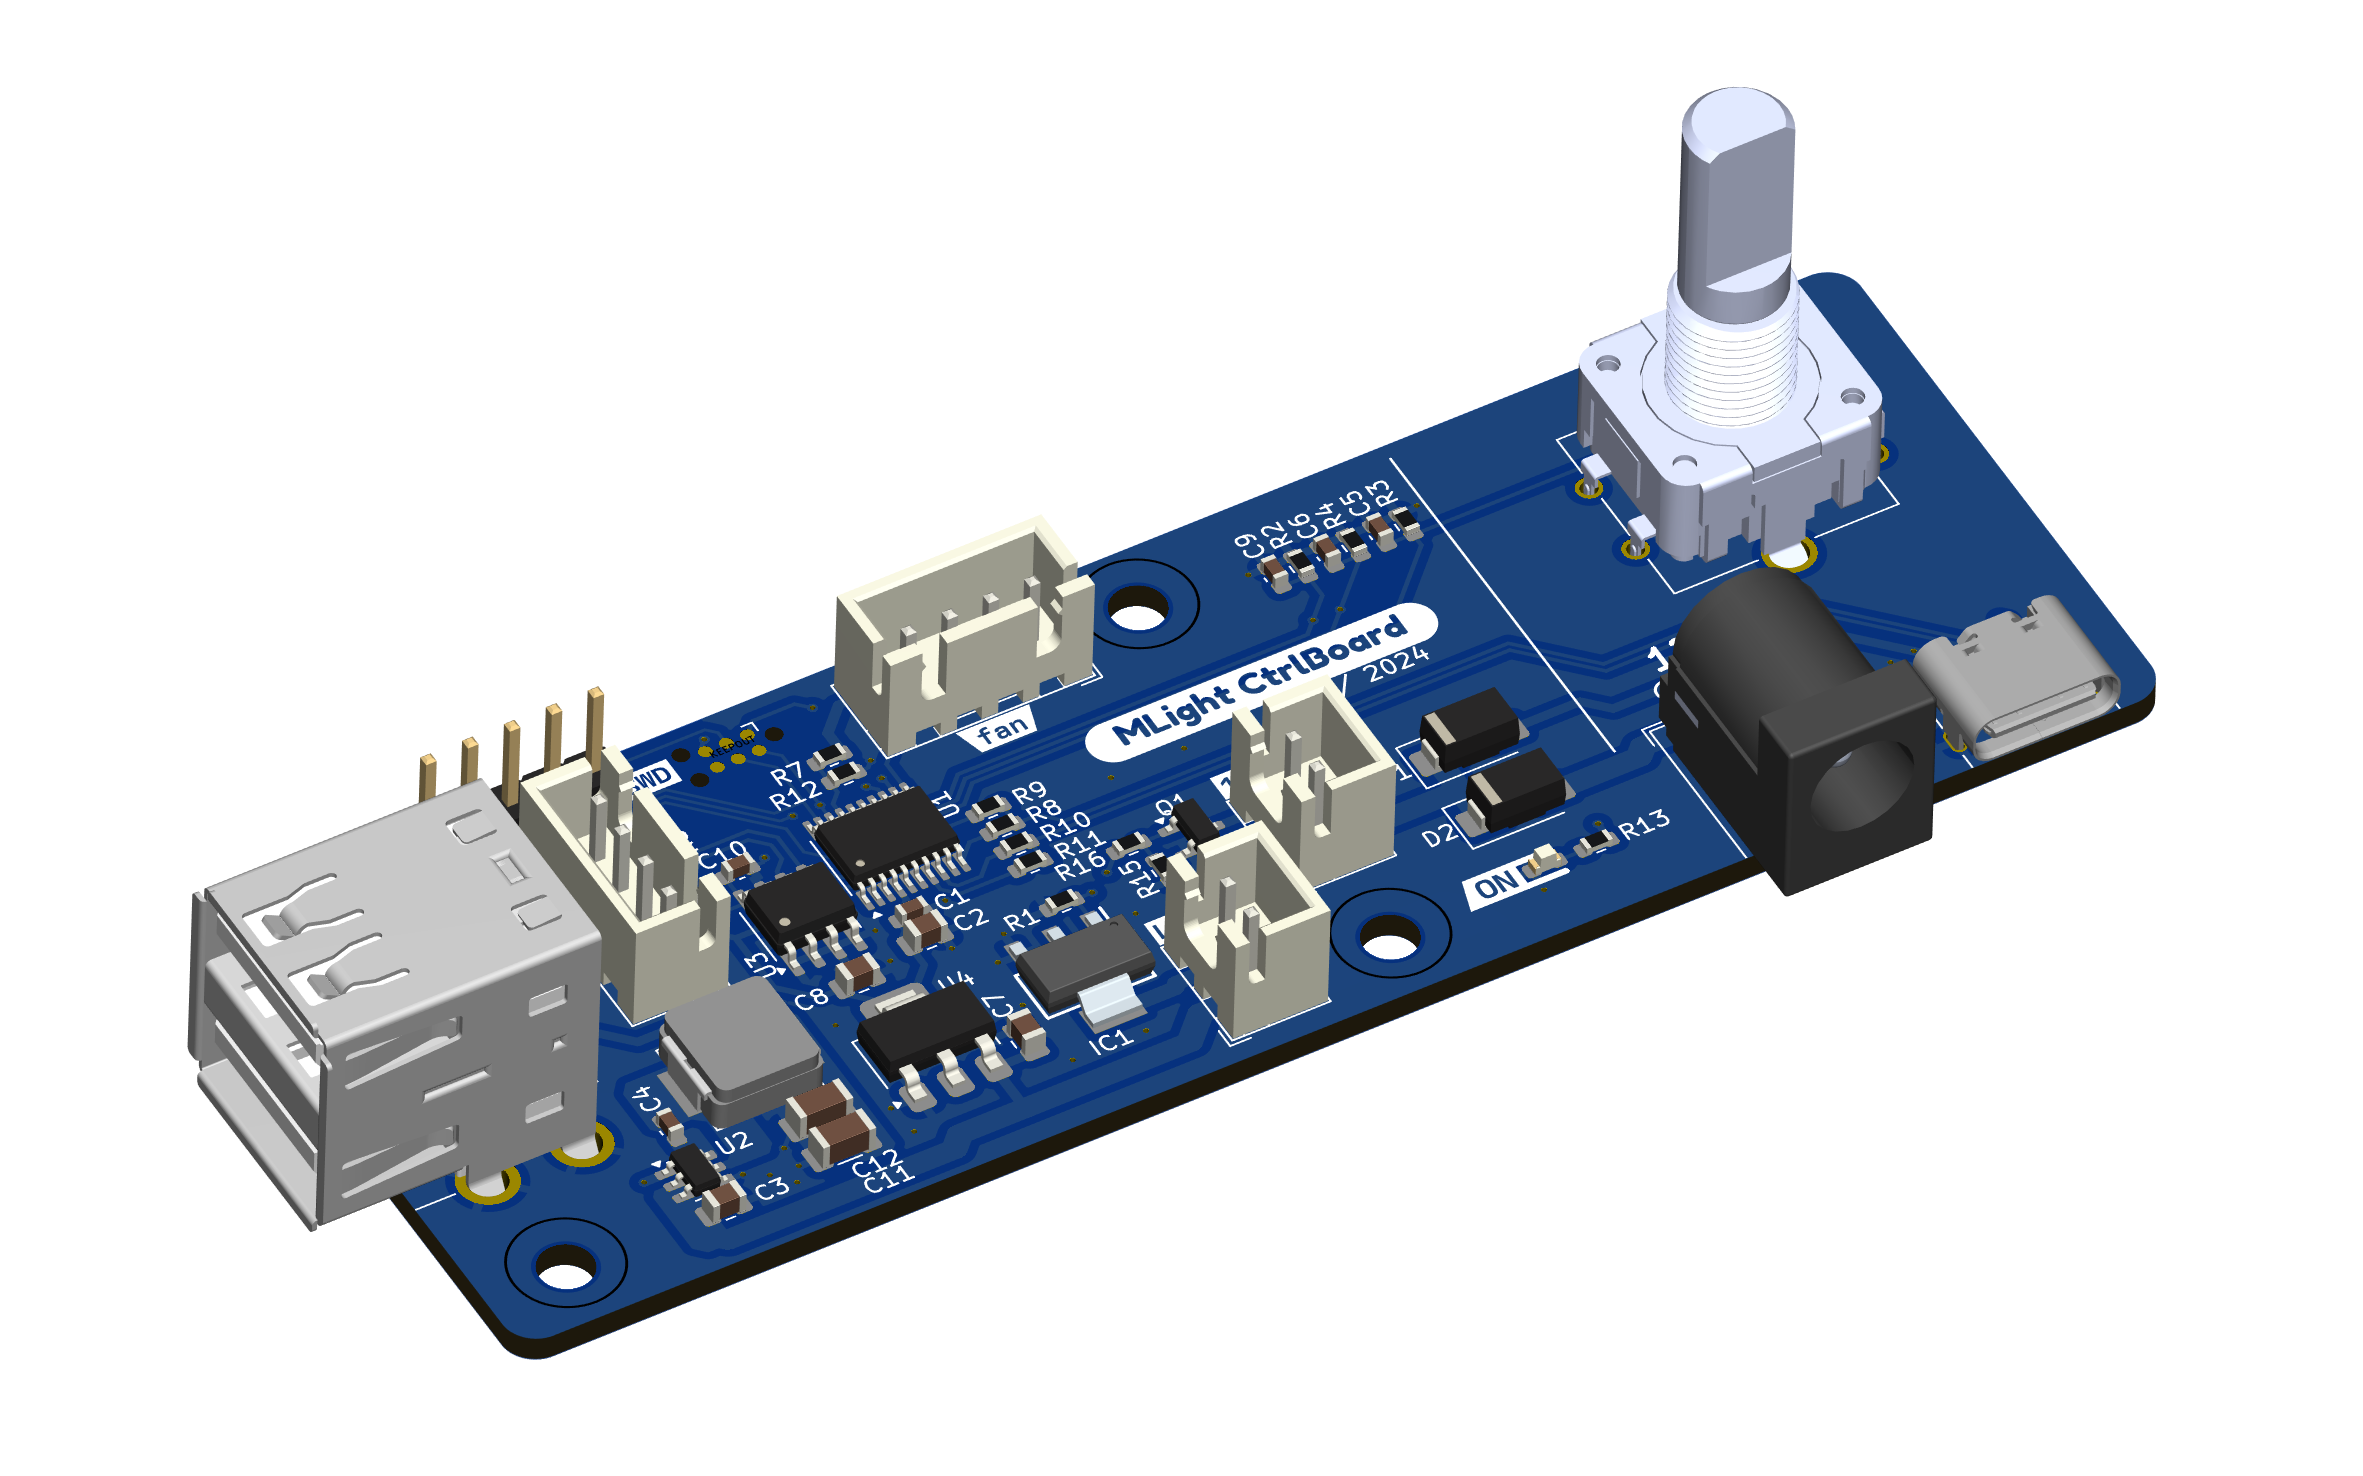 C9
R2
C6
R4
C5
R3
MLight CtrlBoard
2024
fan
KEEPOUT
R7
R12
U1
R9
R8
R10
R11
R16
Q1
R15
C10
C1
C2
R1
U3
C8
U4
C7
IC1
D2
R13
ON
C4
U2
C3
C12
C11